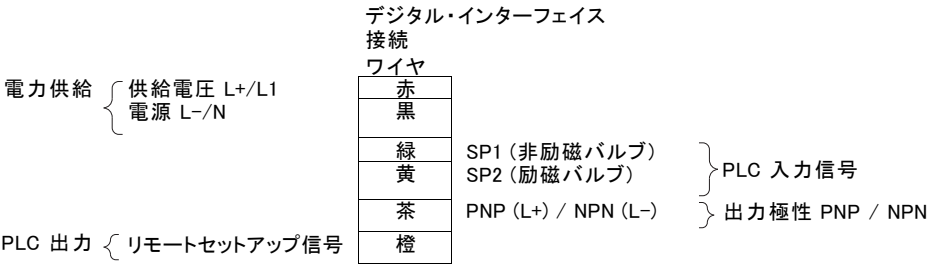 デジタル・インターフェイス
接続
ワイヤ
電力供給 供給電圧 L+/L1 赤
電源 L-/N 黒
緑 SP1 (非励磁バルブ)
黄 SP2 (励磁バルブ)
PLC 入力信号
茶 PNP (L+) / NPN (L-) 出力極性 PNP / NPN
PLC 出力 リモートセットアップ信号 橙